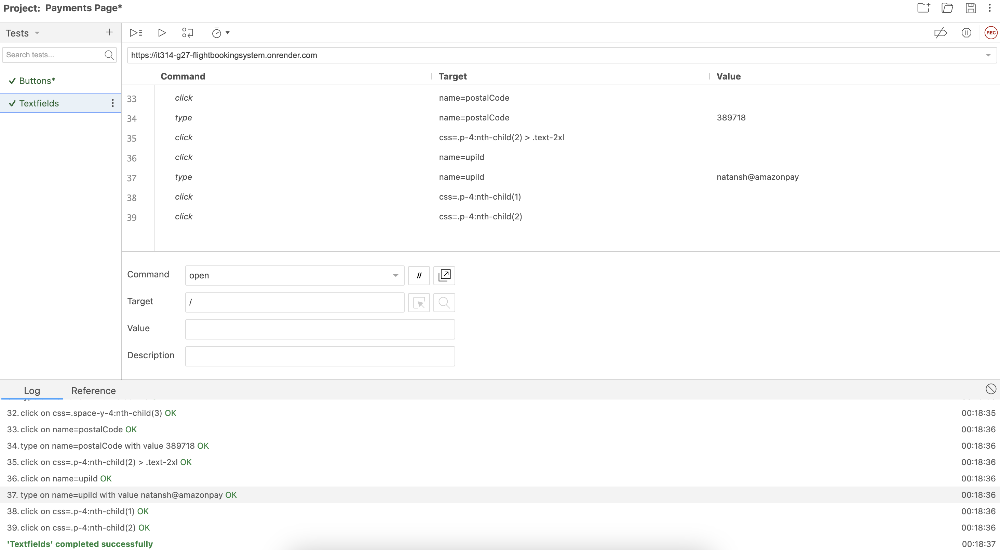 Project: Payments Page*
Tests
Search tests...
Buttons*
Textfields
REC
https://it314-g27-flightbookingsystem.onrender.com
Command Target Value
33 click name=postalCode
34 type name=postalCode 389718
35 click css=.p-4:nth-child(2) > .text-2xl
36 click name=upiId
37 type name=upiId natansh@amazonpay
38 click css=.p-4:nth-child(1)
39 click css=.p-4:nth-child(2)
Command open //
Target /
Value
Description
Log Reference
32. click on css=.space-y-4:nth-child(3) OK 00:18:35
33. click on name=postalCode OK 00:18:36
34. type on name=postalCode with value 389718 OK 00:18:36
35. click on css=.p-4:nth-child(2) > .text-2xl OK 00:18:36
36. click on name=upiId OK 00:18:36
37. type on name=upiId with value natansh@amazonpay OK 00:18:36
38. click on css=.p-4:nth-child(1) OK 00:18:36
39. click on css=.p-4:nth-child(2) OK 00:18:36
'Textfields' completed successfully 00:18:37